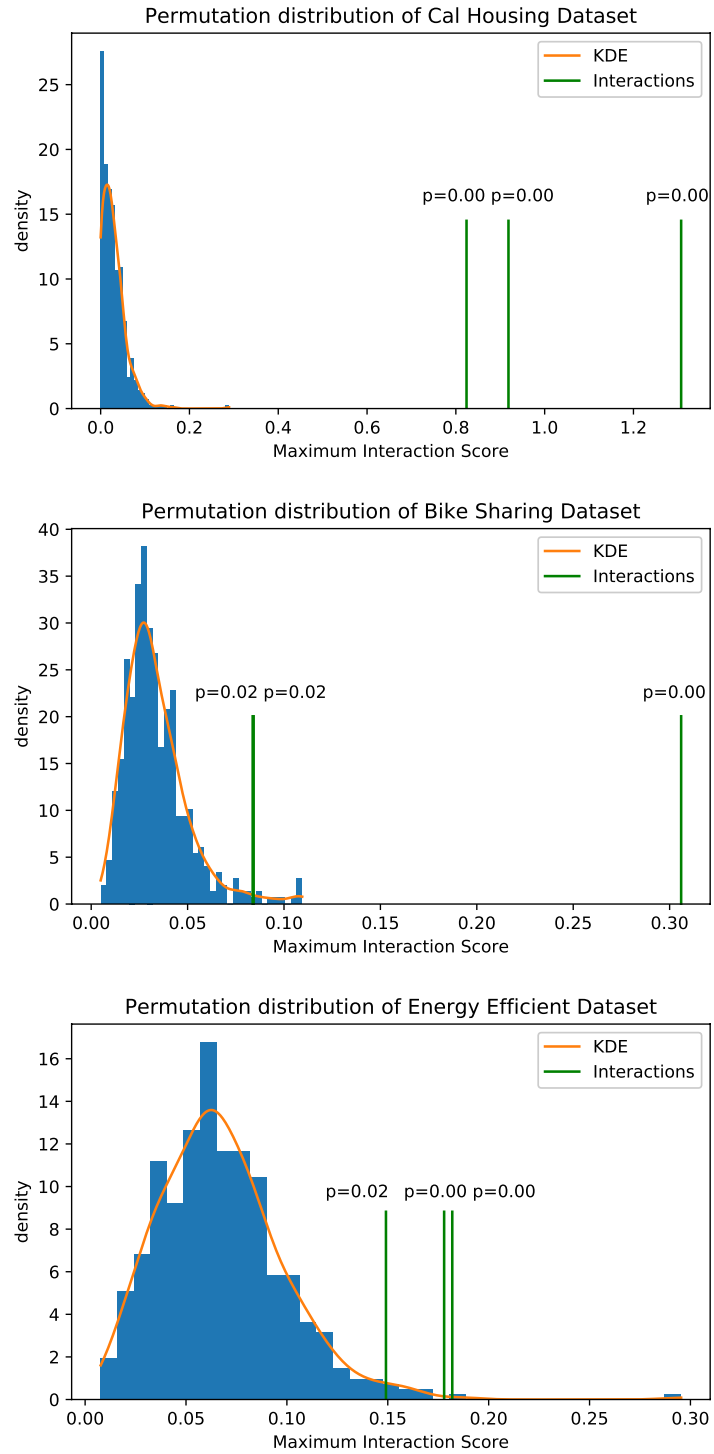 Permutation distribution of Cal Housing Dataset
KDE
Interactions
25
20
15
10
5
0
density
p=0.00 p=0.00 p=0.00
0.0 0.2 0.4 0.6 0.8 1.0 1.2
Maximum Interaction Score
Permutation distribution of Bike Sharing Dataset
KDE
Interactions
40
35
30
25
20
15
10
5
0
density
p=0.02 p=0.02 p=0.00
0.00 0.05 0.10 0.15 0.20 0.25 0.30
Maximum Interaction Score
Permutation distribution of Energy Efficient Dataset
KDE
Interactions
16
14
12
10
8
6
4
2
0
density
p=0.02 p=0.00 p=0.00
0.00 0.05 0.10 0.15 0.20 0.25 0.30
Maximum Interaction Score